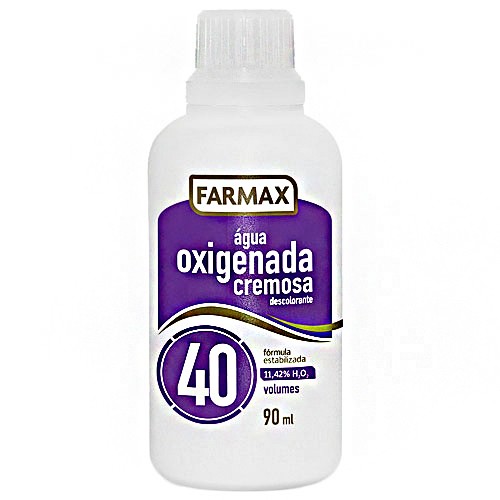 FARMAX
água
oxigenada
cremosa
descolorante
40
fórmula
estabilizada
11,42% H₂O₂
volumes
90 ml